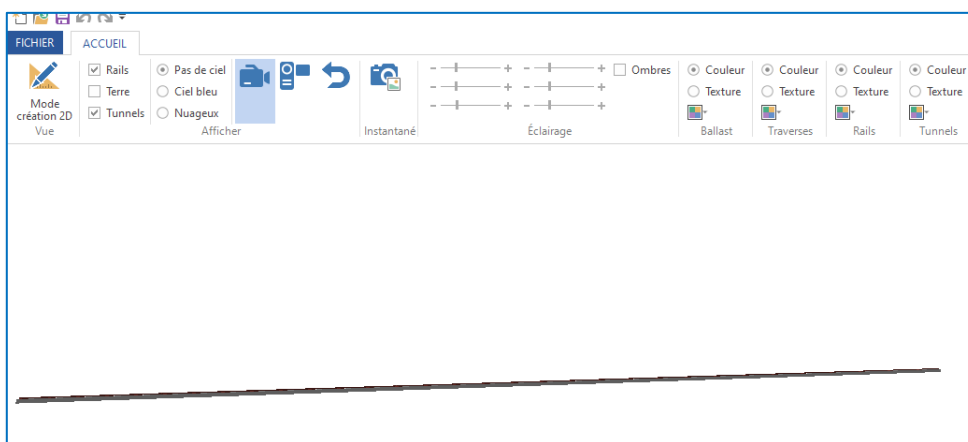 FICHIER ACCUEIL
Rails Pas de ciel Ombres Couleur Couleur Couleur Couleur
Terre Ciel bleu Texture Texture Texture Texture
Mode
création 2D Tunnels Nuageux
Vue Afficher Instantané Éclairage Ballast Traverses Rails Tunnels